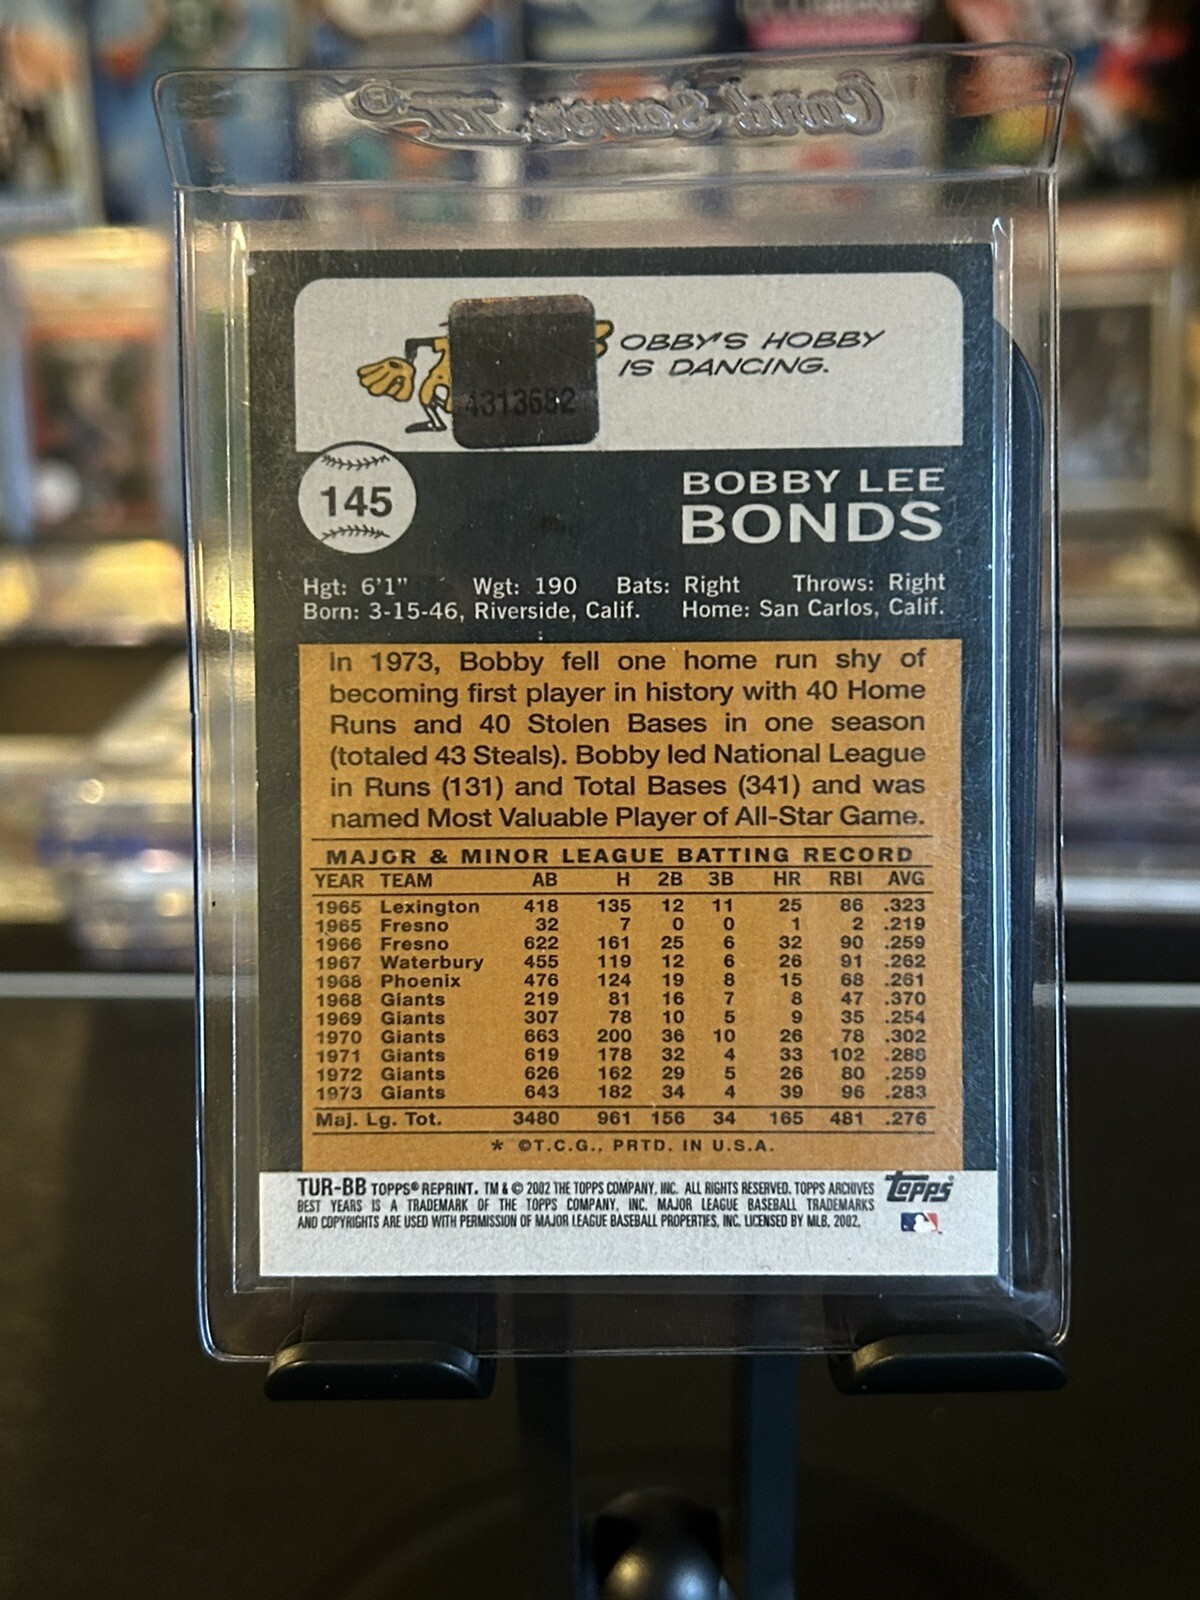 Card Saver II
OBBY'S HOBBY
IS DANCING.
4313682
145
BOBBY LEE
BONDS
Hgt: 6'1" Wgt: 190 Bats: Right Throws: Right
Born: 3-15-46, Riverside, Calif. Home: San Carlos, Calif.
In 1973, Bobby fell one home run shy of
becoming first player in history with 40 Home
Runs and 40 Stolen Bases in one season
(totaled 43 Steals). Bobby led National League
in Runs (131) and Total Bases (341) and was
named Most Valuable Player of All-Star Game.
MAJOR & MINOR LEAGUE BATTING RECORD
YEAR TEAM AB H 2B 3B HR RBI AVG
1965 Lexington 418 135 12 11 25 86 .323
1965 Fresno 32 7 0 0 1 2 .219
1966 Fresno 622 161 25 6 32 90 .259
1967 Waterbury 455 119 12 6 26 91 .262
1968 Phoenix 476 124 19 8 15 68 .261
1968 Giants 219 81 16 7 8 47 .370
1969 Giants 307 78 10 5 9 35 .254
1970 Giants 663 200 36 10 26 78 .302
1971 Giants 619 178 32 4 33 102 .288
1972 Giants 626 162 29 5 26 80 .259
1973 Giants 643 182 34 4 39 96 .283
Maj. Lg. Tot. 3480 961 156 34 165 481 .276
* ©T.C.G., PRTD. IN U.S.A.
TUR-BB TOPPS® REPRINT. TM & © 2002 THE TOPPS COMPANY, INC. ALL RIGHTS RESERVED. TOPPS ARCHIVES
BEST YEARS IS A TRADEMARK OF THE TOPPS COMPANY, INC. MAJOR LEAGUE BASEBALL TRADEMARKS
AND COPYRIGHTS ARE USED WITH PERMISSION OF MAJOR LEAGUE BASEBALL PROPERTIES, INC. LICENSED BY MLB, 2002.
Topps